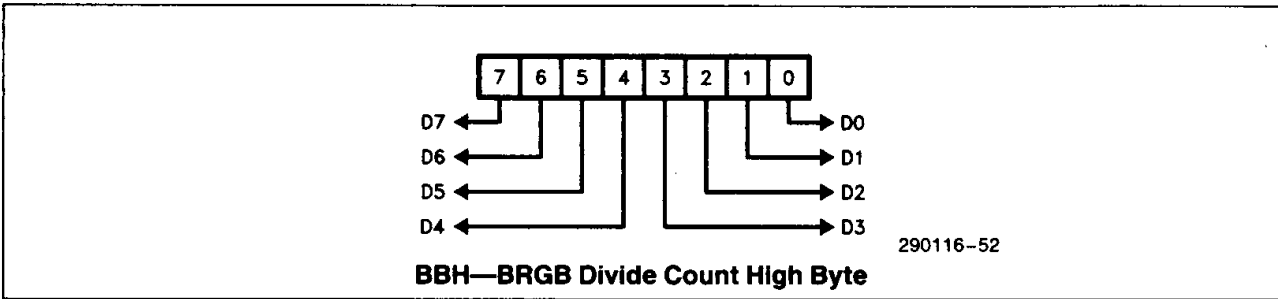 7 6 5 4 3 2 1 0
D7 D0
D6 D1
D5 D2
D4 D3
290116-52
BBH—BRGB Divide Count High Byte